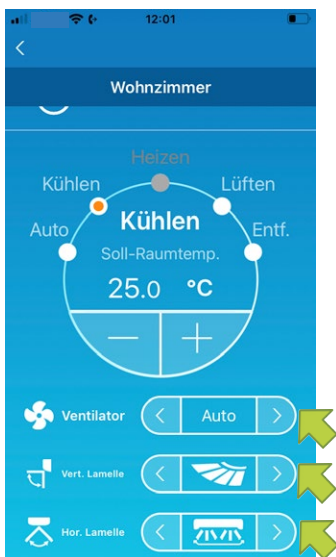 12:01
Wohnzimmer
Heizen
Kühlen
Lüften
Auto
Kühlen
Entf.
Soll-Raumtemp.
25.0 °C
Ventilator
Auto
Vert. Lamelle
Hor. Lamelle